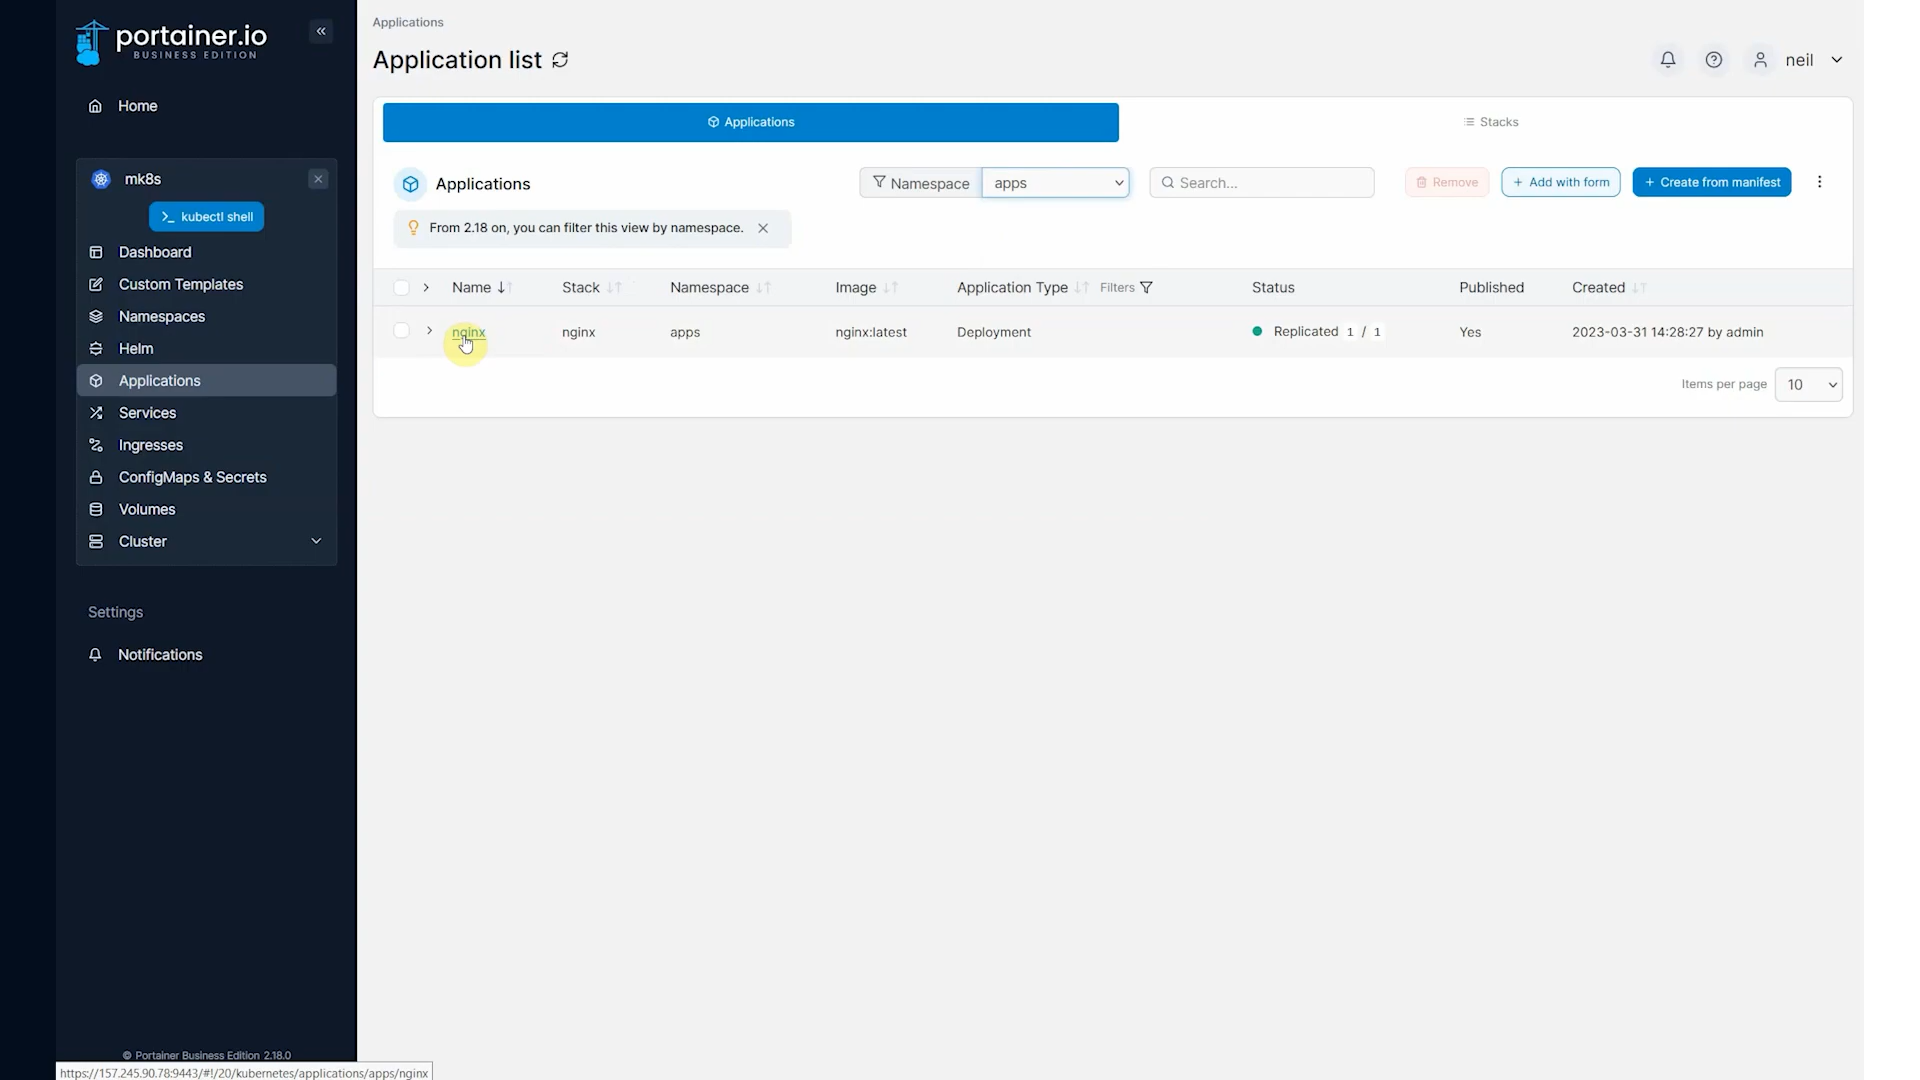 portainer.io
BUSINESS EDITION
Home
mk8s
>_ kubectl shell
Dashboard
Custom Templates
Namespaces
Helm
Applications
Services
Ingresses
ConfigMaps & Secrets
Volumes
Cluster
Settings
Notifications
© Portainer Business Edition 2.18.0
https://157.245.90.78:9443/#!/20/kubernetes/applications/apps/nginx
Applications
Application list
neil
Applications
Stacks
Applications
Namespace apps
Search...
Remove
+ Add with form
+ Create from manifest
From 2.18 on, you can filter this view by namespace.
Name Stack Namespace Image Application Type Filters Status Published Created
nginx nginx apps nginx:latest Deployment Replicated 1 / 1 Yes 2023-03-31 14:28:27 by admin
Items per page 10